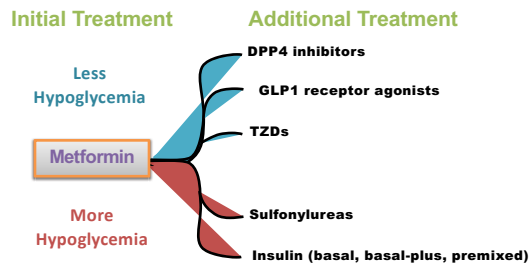 Initial Treatment
Additional Treatment
DPP4 inhibitors
Less
Hypoglycemia
GLP1 receptor agonists
TZDs
Metformin
More
Hypoglycemia
Sulfonylureas
Insulin (basal, basal-plus, premixed)